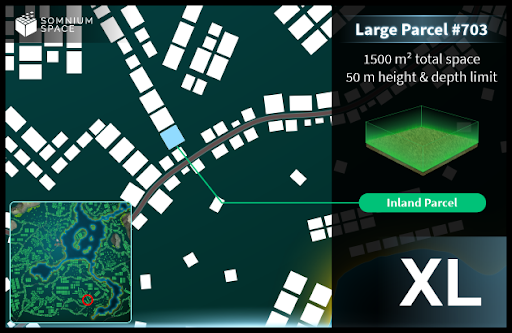 SOMNIUM
SPACE
Large Parcel #703
1500 m² total space
50 m height & depth limit
Inland Parcel
XL